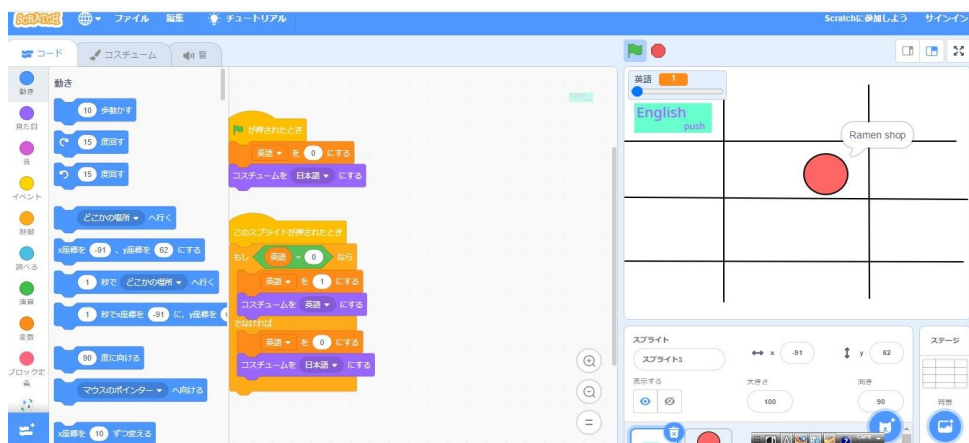 SCRATCH ファイル 編集 チュートリアル Scratchに参加しよう サインイン
コード コスチューム 音
動き
見た目
音
イベント
制御
調べる
演算
変数
ブロック定義
動き
10 歩動かす
15 度回す
15 度回す
どこかの場所 へ行く
x座標を -91 、y座標を 62 にする
1 秒で どこかの場所 へ行く
1 秒でx座標を -91 に、y座標を
90 度に向ける
マウスのポインター へ向ける
x座標を 10 ずつ変える
が押されたとき
英語 を 0 にする
コスチュームを 日本語 にする
このスプライトが押されたとき
もし 英語 = 0 なら
英語 を 1 にする
コスチュームを 英語 にする
でなければ
英語 を 0 にする
コスチュームを 日本語 にする
英語 1
English
push
Ramen shop
スプライト
スプライト3
x -91 y 62
表示する 大きさ 100 向き 90
ステージ
背景